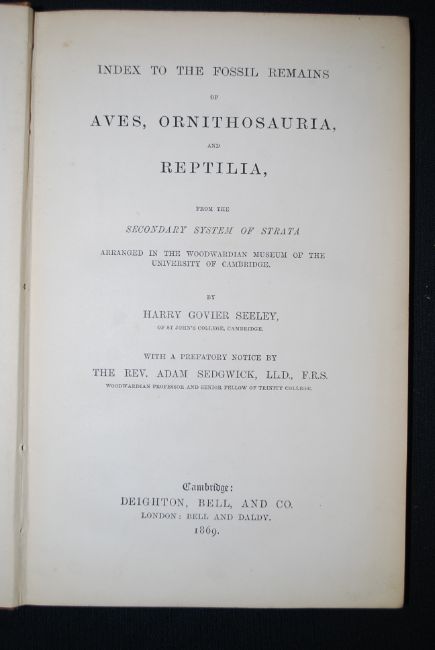 INDEX TO THE FOSSIL REMAINS
OF
AVES, ORNITHOSAURIA,
AND
REPTILIA,
FROM THE
SECONDARY SYSTEM OF STRATA
ARRANGED IN THE WOODWARDIAN MUSEUM OF THE
UNIVERSITY OF CAMBRIDGE.
BY
HARRY GOVIER SEELEY,
OF ST JOHN'S COLLEGE, CAMBRIDGE.
WITH A PREFATORY NOTICE BY
THE REV. ADAM SEDGWICK, LL.D., F.R.S.
WOODWARDIAN PROFESSOR AND SENIOR FELLOW OF TRINITY COLLEGE.
Cambridge:
DEIGHTON, BELL, AND CO.
LONDON: BELL AND DALDY.
1869.